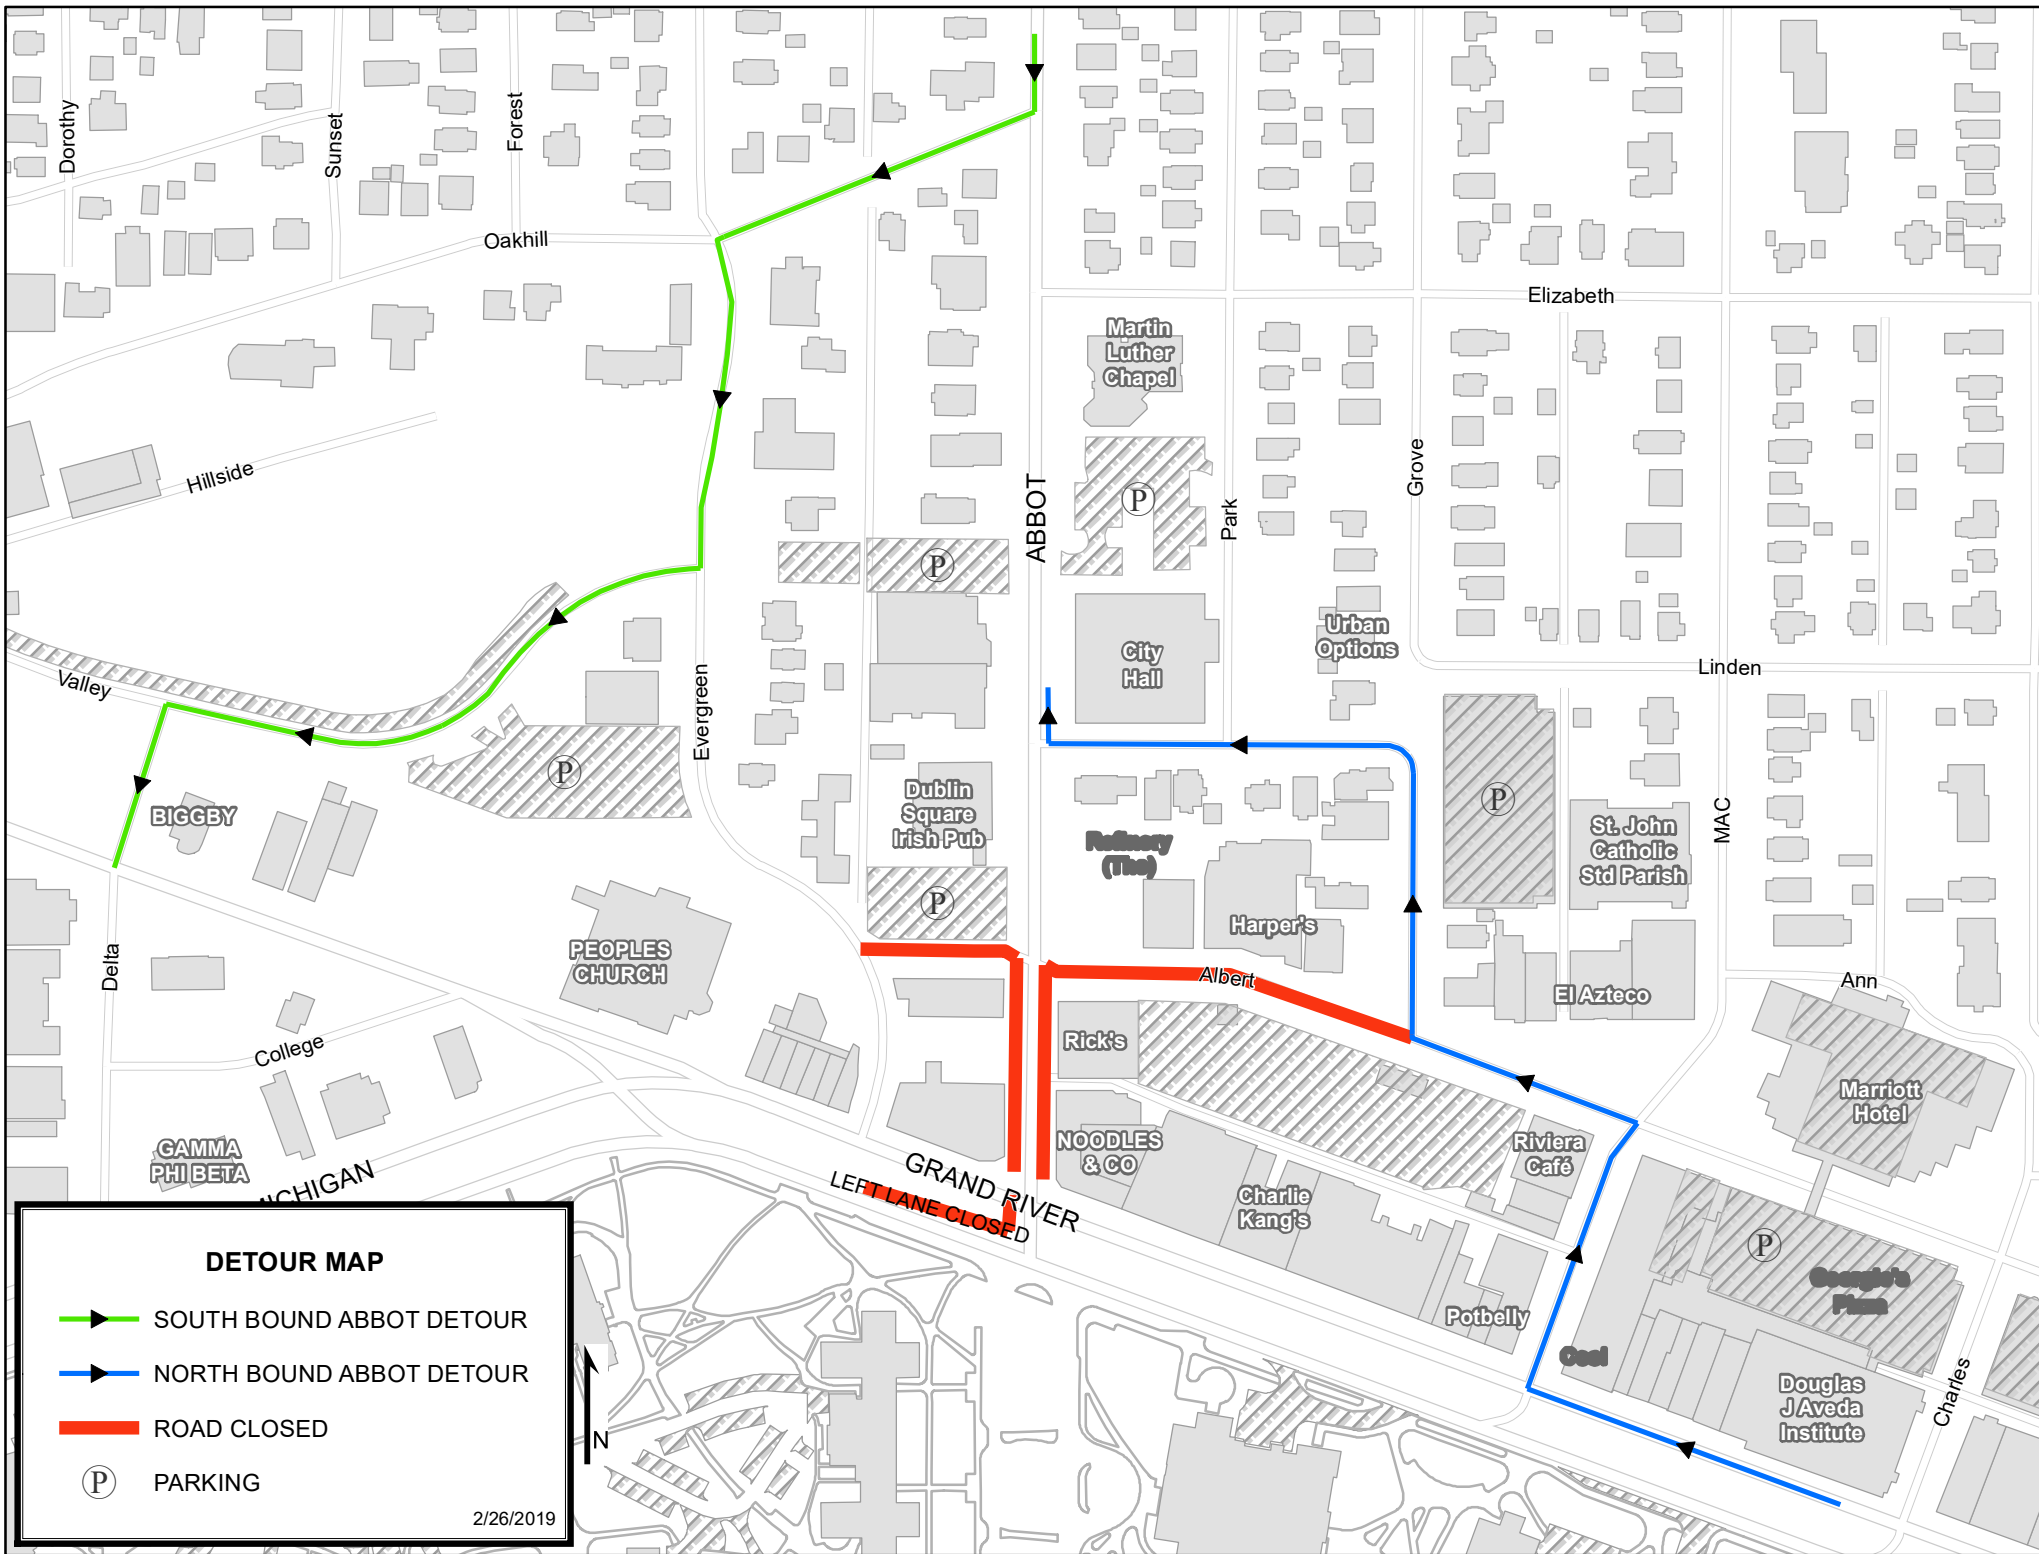 Dorothy
Sunset
Forest
Oakhill
Elizabeth
Martin
Luther
Chapel
Hillside
ABBOT
P
P
Park
Grove
Urban
Options
City
Hall
Linden
Valley
Evergreen
P
P
MAC
BIGGBY
Dublin
Square
Irish Pub
Refinery
(The)
St. John
Catholic
Std Parish
P
Harper's
PEOPLES
CHURCH
Delta
Albert
El Azteco
Ann
Rick's
College
Marriott
Hotel
GAMMA
PHI BETA
MICHIGAN
NOODLES
& CO
Riviera
Café
GRAND RIVER
LEFT LANE CLOSED
Charlie
Kang's
P
Georgio's
Pizza
Potbelly
Douglas
J Aveda
Institute
Charles
DETOUR MAP
SOUTH BOUND ABBOT DETOUR
NORTH BOUND ABBOT DETOUR
ROAD CLOSED
P PARKING
2/26/2019
N